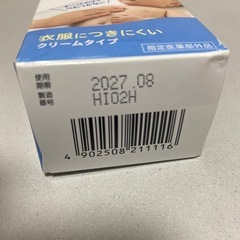 衣服につきにくい
クリームタイプ
指定医薬部外品
使用
期限
製造
番号
2027.08
HI02H
4 902508 211116